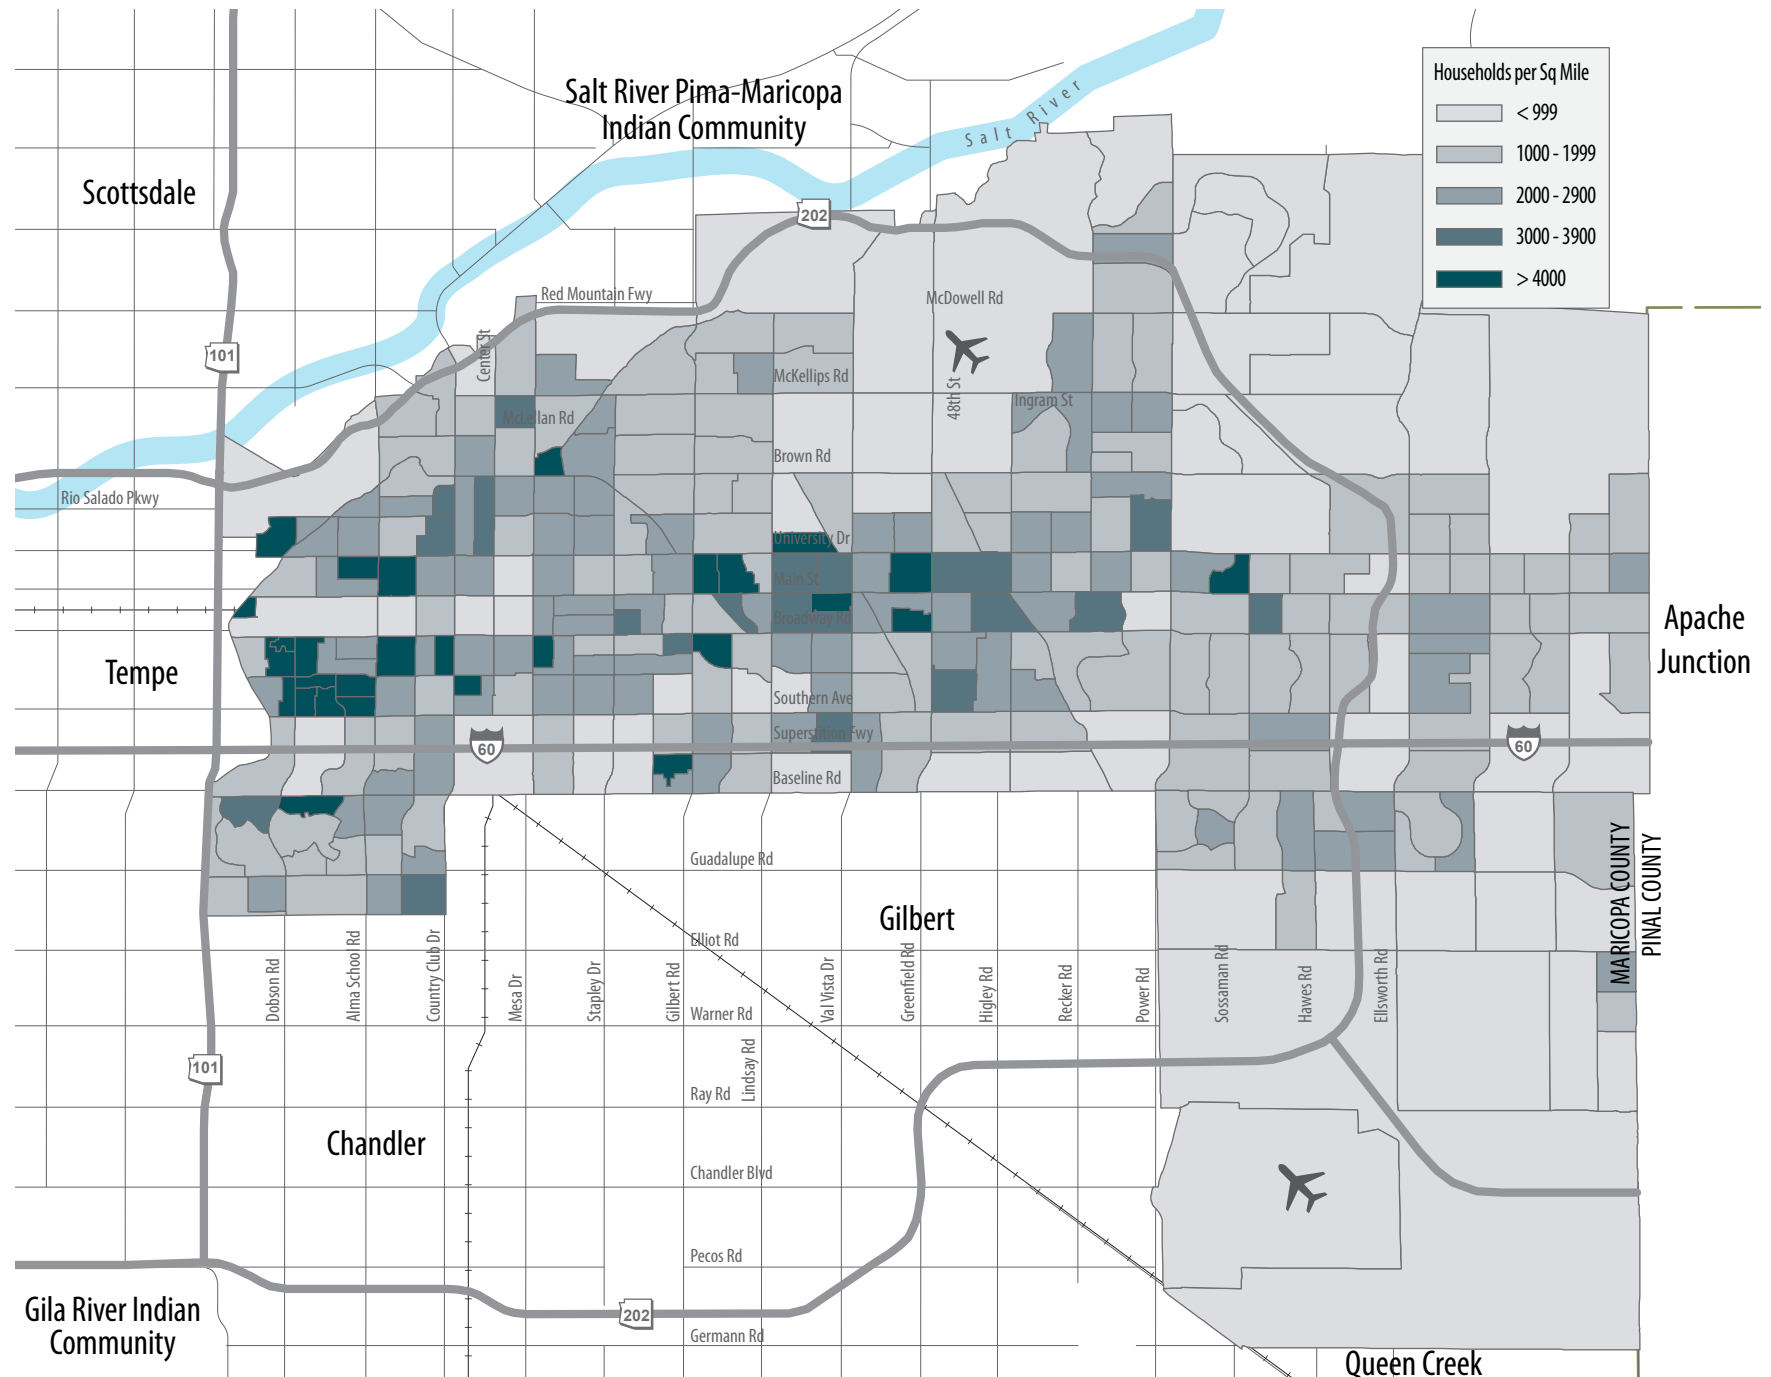 Households per Sq Mile
< 999
1000 - 1999
2000 - 2900
3000 - 3900
> 4000
Salt River Pima-Maricopa
Indian Community
Salt River
Scottsdale
202
Red Mountain Fwy
McDowell Rd
101
Center St
McKellips Rd
48th St
Ingram St
McLellan Rd
Brown Rd
Rio Salado Pkwy
University Dr
Main St
Broadway Rd
Apache
Junction
Tempe
Southern Ave
Superstition Fwy
60
60
Baseline Rd
Guadalupe Rd
MARICOPA COUNTY
PINAL COUNTY
Gilbert
Elliot Rd
Dobson Rd
Alma School Rd
Country Club Dr
Mesa Dr
Stapley Dr
Gilbert Rd
Lindsay Rd
Val Vista Dr
Greenfield Rd
Higley Rd
Recker Rd
Power Rd
Sossaman Rd
Hawes Rd
Ellsworth Rd
Warner Rd
101
Ray Rd
Chandler
Chandler Blvd
Pecos Rd
Gila River Indian
Community
202
Germann Rd
Queen Creek